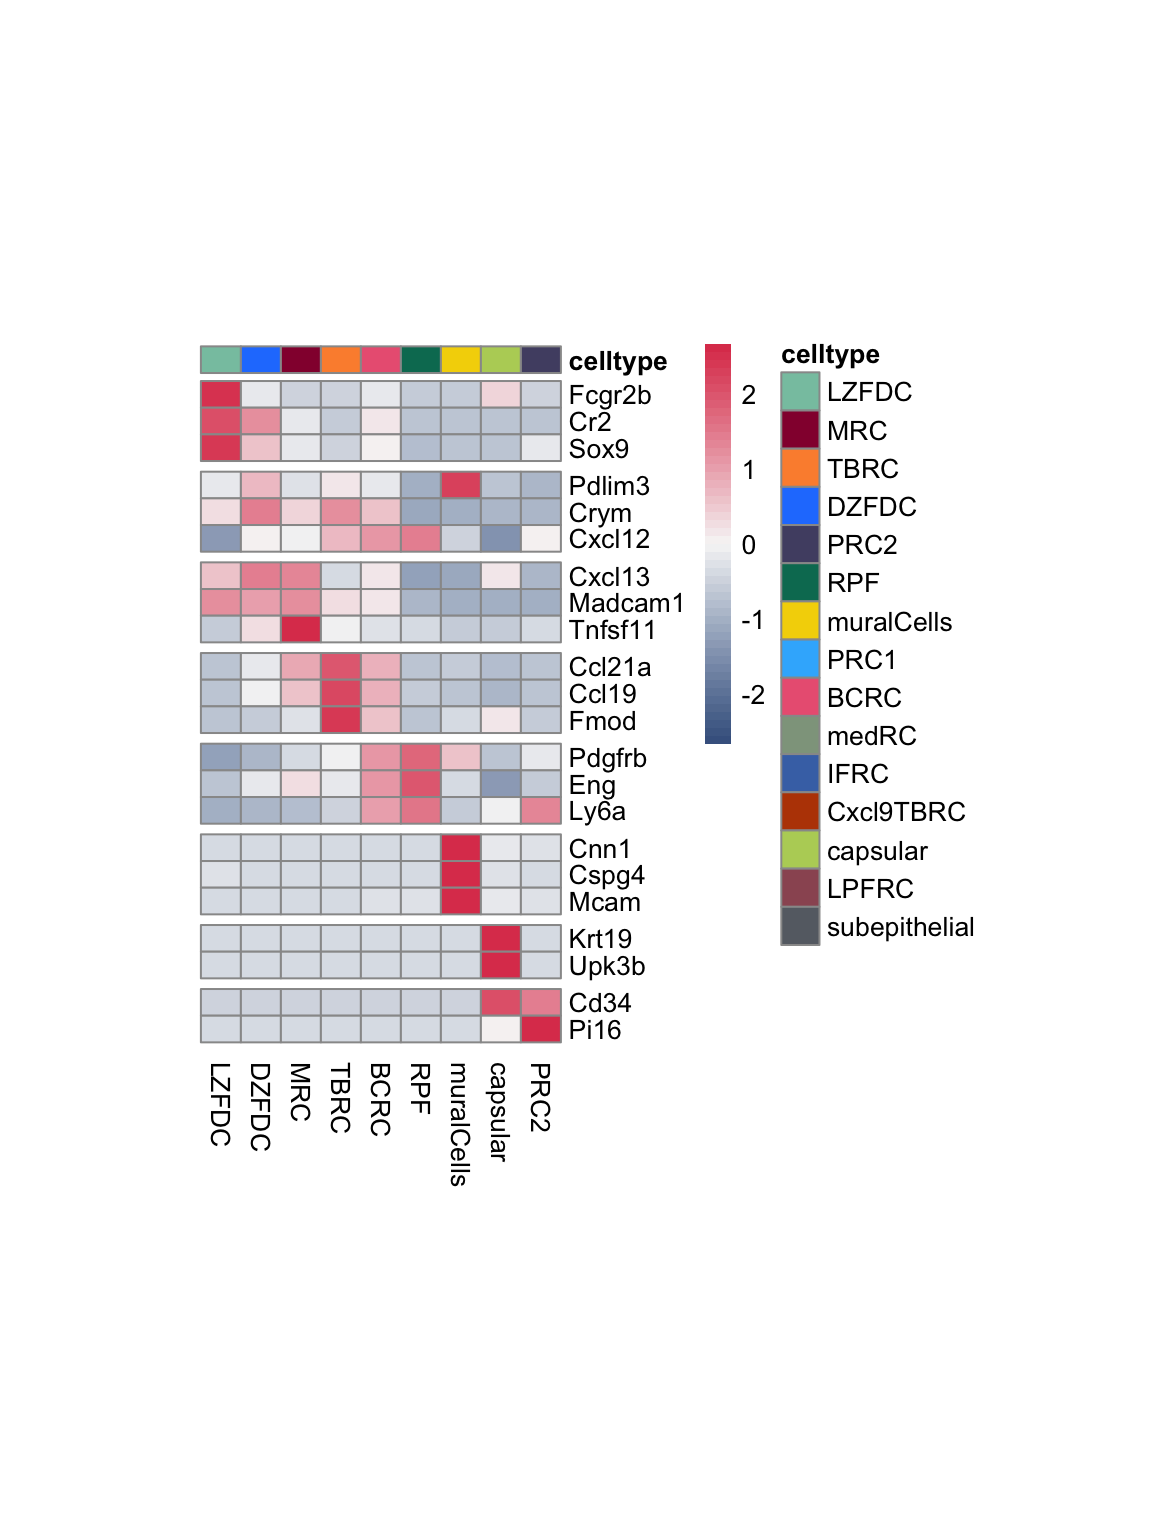 celltype
Fcgr2b
Cr2
Sox9
Pdlim3
Crym
Cxcl12
Cxcl13
Madcam1
Tnfsf11
Ccl21a
Ccl19
Fmod
Pdgfrb
Eng
Ly6a
Cnn1
Cspg4
Mcam
Krt19
Upk3b
Cd34
Pi16
LZFDC
DZFDC
MRC
TBRC
BCRC
RPF
muralCells
capsular
PRC2
2
1
0
-1
-2
celltype
LZFDC
MRC
TBRC
DZFDC
PRC2
RPF
muralCells
PRC1
BCRC
medRC
IFRC
Cxcl9TBRC
capsular
LPFRC
subepithelial